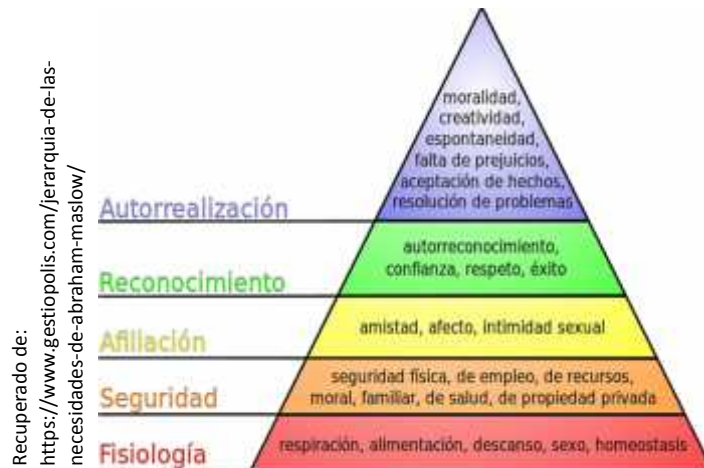 Recuperado de:
https://www.gestiopolis.com/jerarquia-de-las-
necesidades-de-abraham-maslow/
moralidad,
creatividad,
espontaneidad,
falta de prejuicios,
aceptación de hechos,
resolución de problemas
Autorrealización
autorreconocimiento,
confianza, respeto, éxito
Reconocimiento
amistad, afecto, intimidad sexual
Afiliación
seguridad física, de empleo, de recursos,
moral, familiar, de salud, de propiedad privada
Seguridad
respiración, alimentación, descanso, sexo, homeostasis
Fisiología